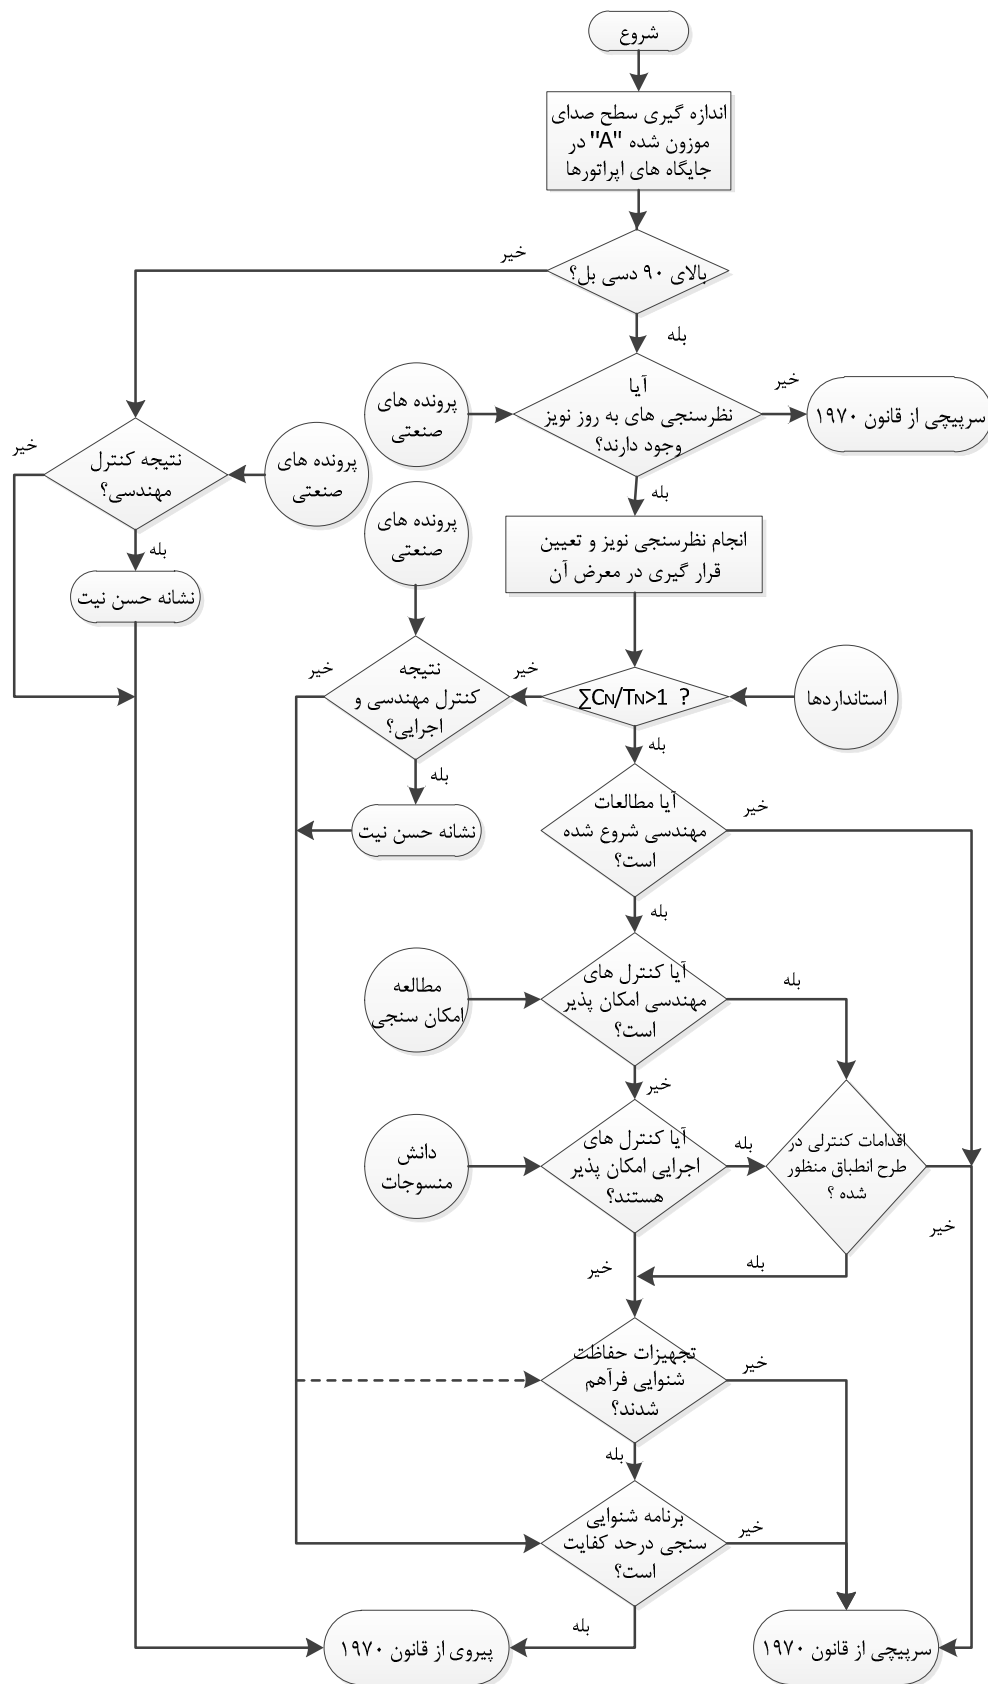 شروع
اندازه گیری سطح صدای
موزون شده "A" در
جایگاه های اپراتورها
خیر
بالای ۹۰ دسی بل؟
بله
آیا
نظرسنجی های به روز نویز
وجود دارند؟
خیر
سرپیچی از قانون ۱۹۷۰
پرونده های
صنعتی
بله
خیر
نتیجه کنترل
مهندسی؟
پرونده های
صنعتی
بله
نشانه حسن نیت
پرونده های
صنعتی
انجام نظرسنجی نویز و تعیین
قرار گیری در معرض آن
∑CN/TN>1 ?
استانداردها
خیر
نتیجه
کنترل مهندسی و
اجرایی؟
خیر
بله
نشانه حسن نیت
بله
آیا مطالعات
مهندسی شروع شده
است؟
خیر
بله
آیا کنترل های
مهندسی امکان پذیر
است؟
بله
مطالعه
امکان سنجی
خیر
آیا کنترل های
اجرایی امکان پذیر
هستند؟
بله
دانش
منسوجات
اقدامات کنترلی در
طرح انطباق منظور
شده ؟
خیر
بله
خیر
تجهیزات حفاظت
شنوایی فرآهم
شدند؟
خیر
بله
برنامه شنوایی
سنجی درحد کفایت
است؟
خیر
بله
پیروی از قانون ۱۹۷۰
سرپیچی از قانون ۱۹۷۰